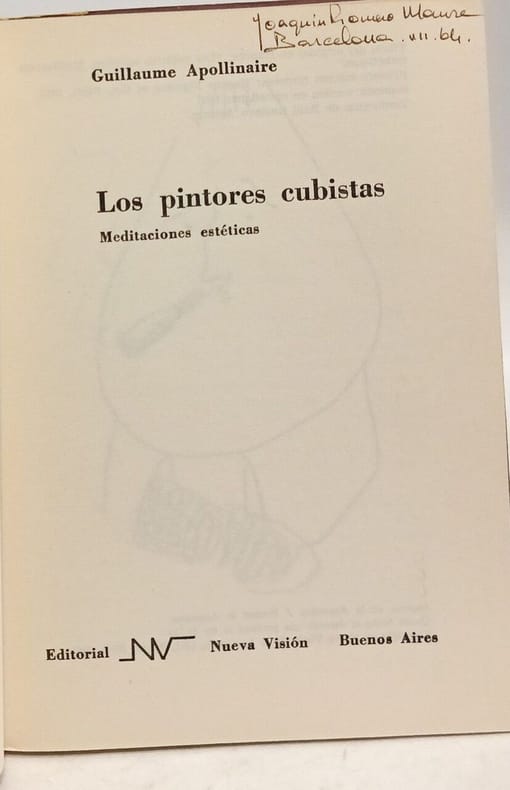 Joaquín Romero Maura
Barcelona.VII.64.
Guillaume Apollinaire
Los pintores cubistas
Meditaciones estéticas
Editorial NV Nueva Visión Buenos Aires